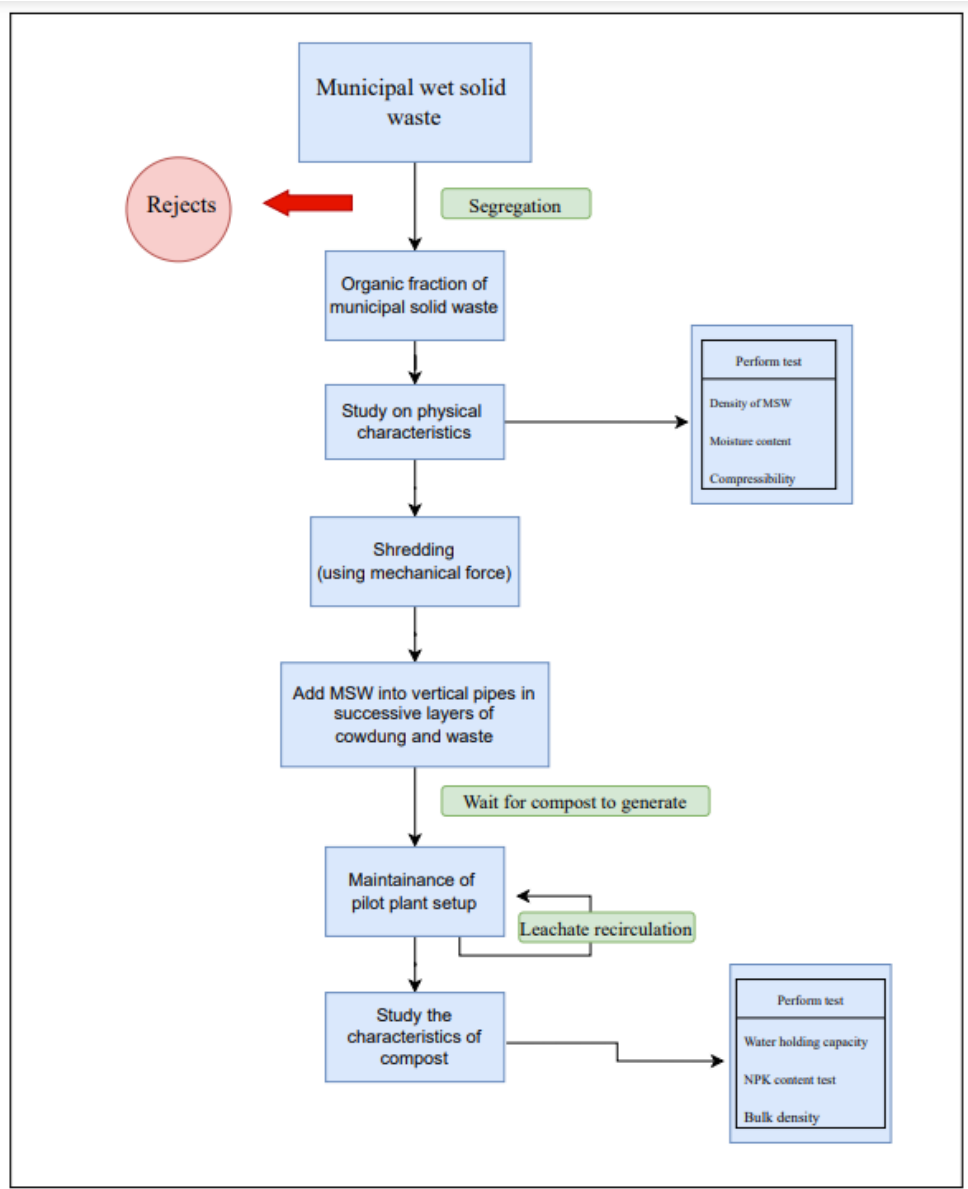 Municipal wet solid
waste
Rejects
Segregation
Organic fraction of
municipal solid waste
Study on physical
characteristics
Perform test
Density of MSW
Moisture content
Compressibility
Shredding
(using mechanical force)
Add MSW into vertical pipes in
successive layers of
cowdung and waste
Wait for compost to generate
Maintainance of
pilot plant setup
Leachate recirculation
Study the
characteristics of
compost
Perform test
Water holding capacity
NPK content test
Bulk density